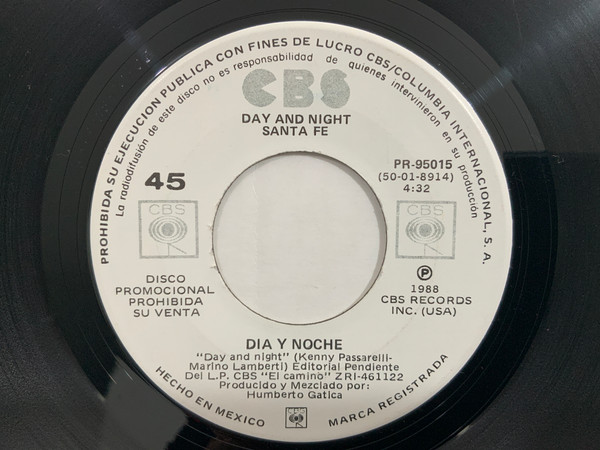 PROHIBIDA SU EJECUCION PUBLICA CON FINES DE LUCRO CBS/COLUMBIA INTERNACIONAL, S. A.
La radiodifusión de este disco no es responsabilidad de quienes intervinieron en su producción
CBS
DAY AND NIGHT
SANTA FE
45
PR-95015
(50-01-8914)
4:32
CBS
CBS
DISCO
PROMOCIONAL
PROHIBIDA
SU VENTA
℗
1988
CBS RECORDS
INC. (USA)
DIA Y NOCHE
"Day and night" (Kenny Passarelli-
Marino Lamberti) Editorial Pendiente
Del L.P. CBS "El camino" ZRI-461122
Producido y Mezclado por:
Humberto Gatica
HECHO EN MEXICO
CBS
MARCA REGISTRADA